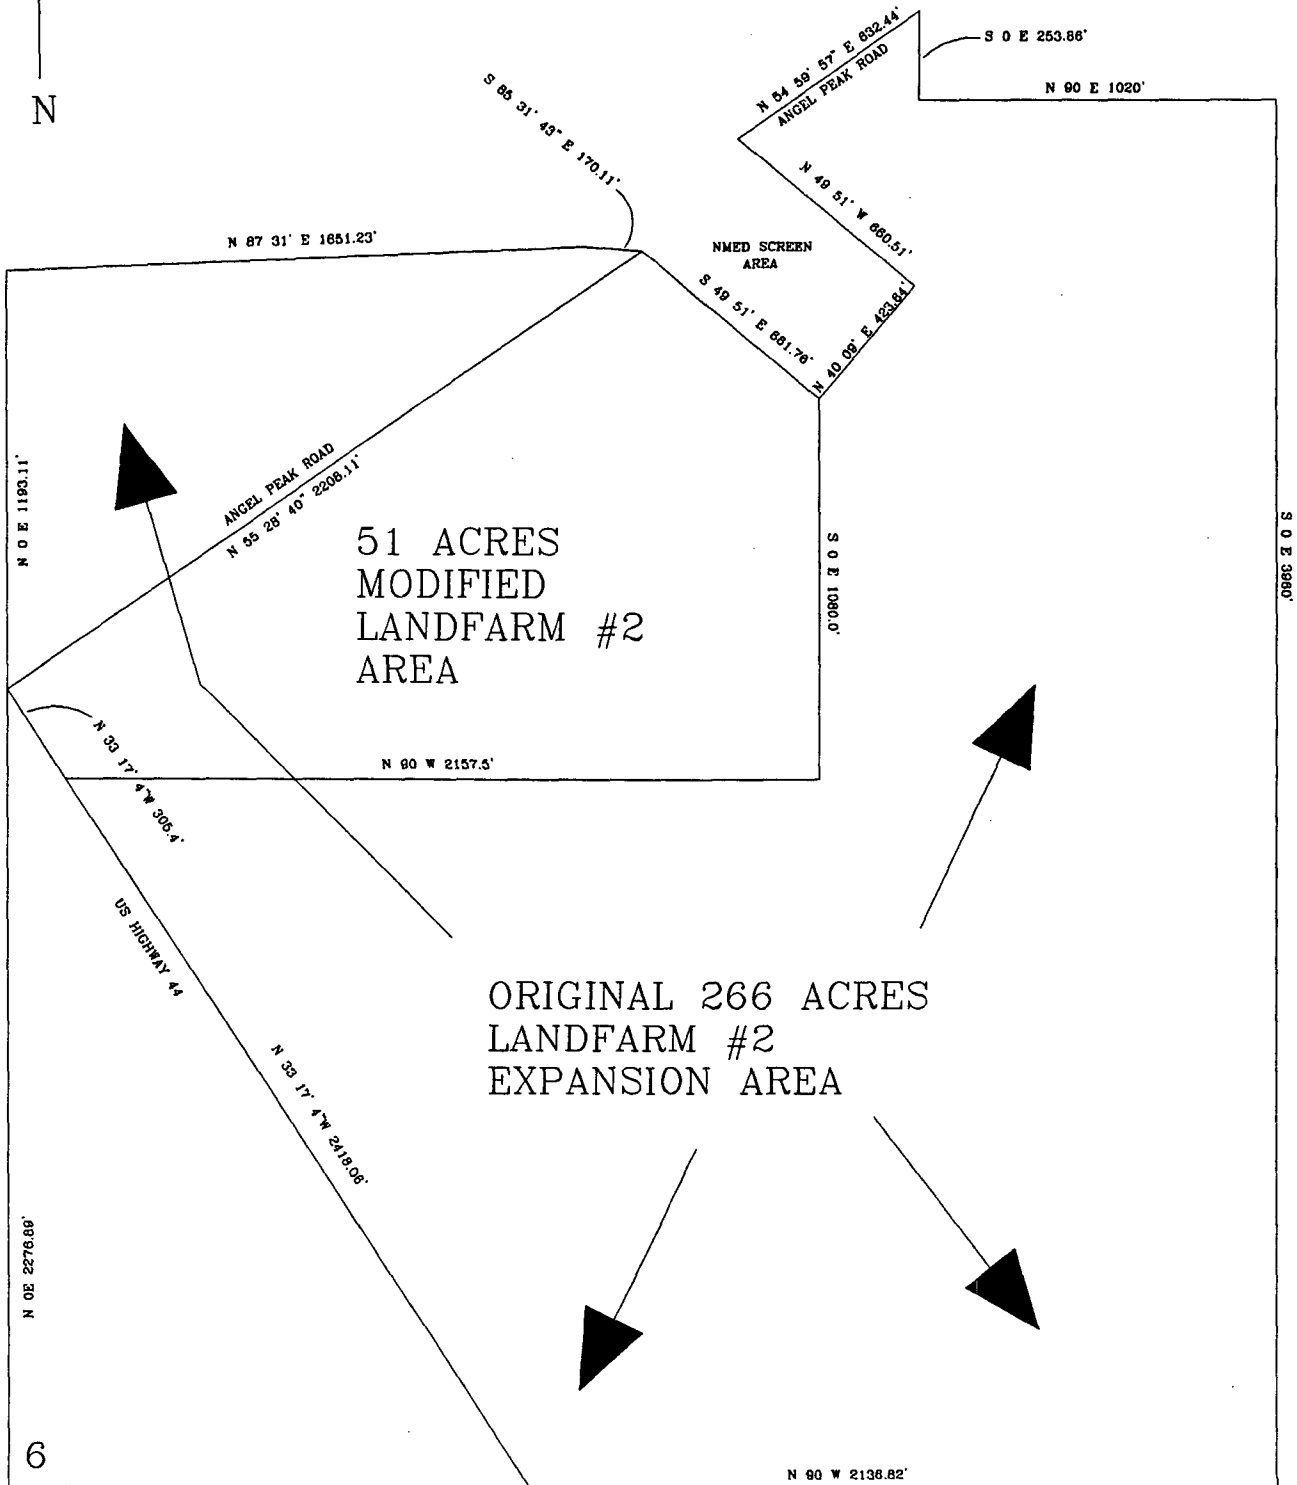 S 0 E 253.86'
N 54 59' 57" E 632.44'
ANGEL PEAK ROAD
N 90 E 1020'
N
S 85 31' 43" E 170.11'
N 49 51' W 660.51'
N 87 31' E 1651.23'
NMED SCREEN
AREA
S 49 51' E 661.76'
N 40 09' E 423.64'
N 0 E 1193.11'
ANGEL PEAK ROAD
N 55 28' 40" 2208.11'
51 ACRES
MODIFIED
LANDFARM #2
AREA
S 0 E 1080.0'
S 0 E 3960'
N 33 17' 4"W 305.4'
N 90 W 2157.5'
US HIGHWAY 44
ORIGINAL 266 ACRES
LANDFARM #2
EXPANSION AREA
N 33 17' 4"W 2418.06'
N 0E 2276.89'
6
N 90 W 2136.82'